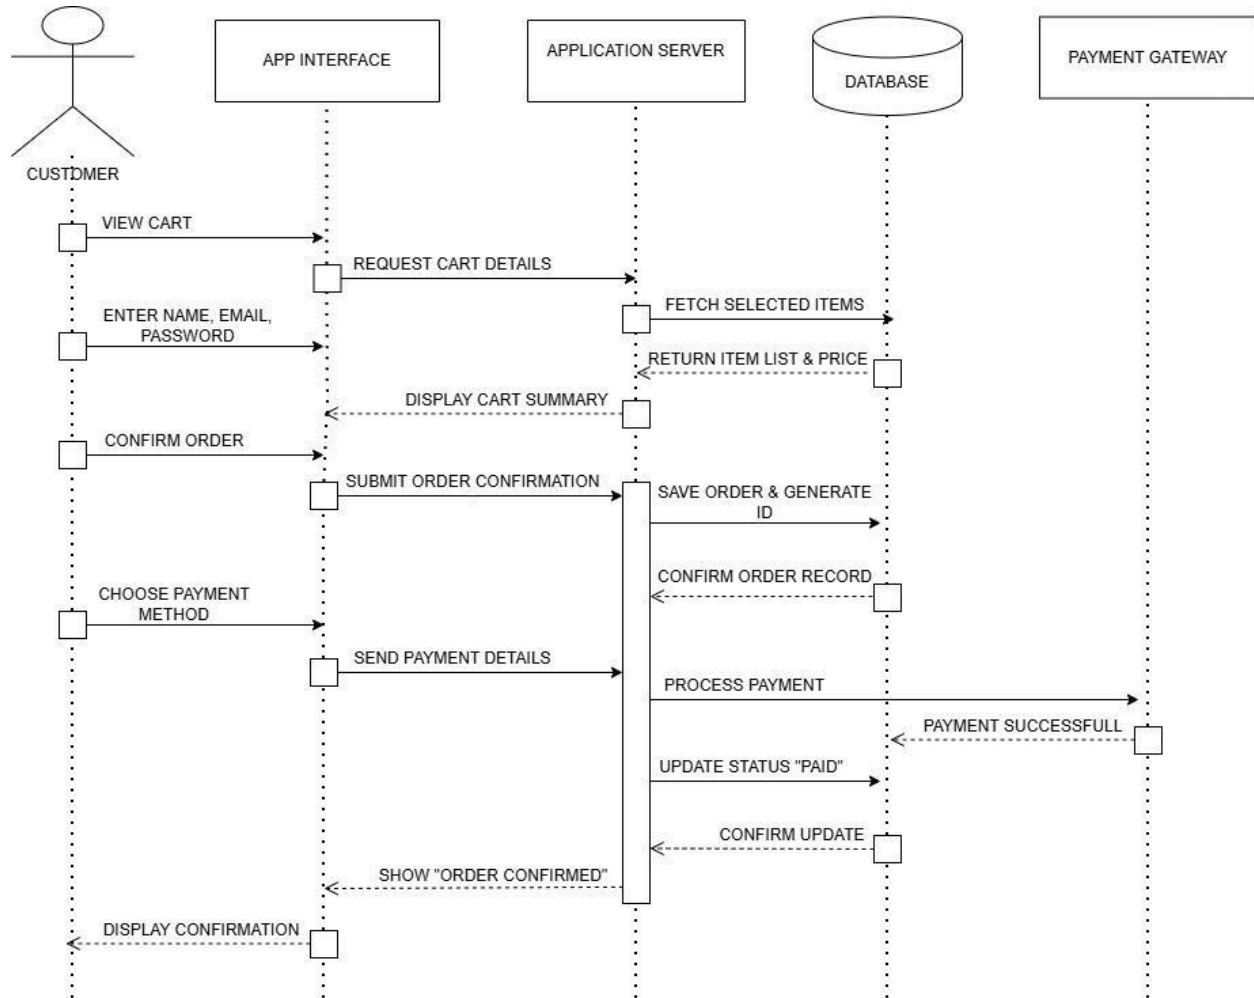 APP INTERFACE
APPLICATION SERVER
DATABASE
PAYMENT GATEWAY
CUSTOMER
VIEW CART
REQUEST CART DETAILS
FETCH SELECTED ITEMS
ENTER NAME, EMAIL,
PASSWORD
RETURN ITEM LIST & PRICE
DISPLAY CART SUMMARY
CONFIRM ORDER
SUBMIT ORDER CONFIRMATION
SAVE ORDER & GENERATE
ID
CONFIRM ORDER RECORD
CHOOSE PAYMENT
METHOD
SEND PAYMENT DETAILS
PROCESS PAYMENT
PAYMENT SUCCESSFULL
UPDATE STATUS "PAID"
CONFIRM UPDATE
SHOW "ORDER CONFIRMED"
DISPLAY CONFIRMATION